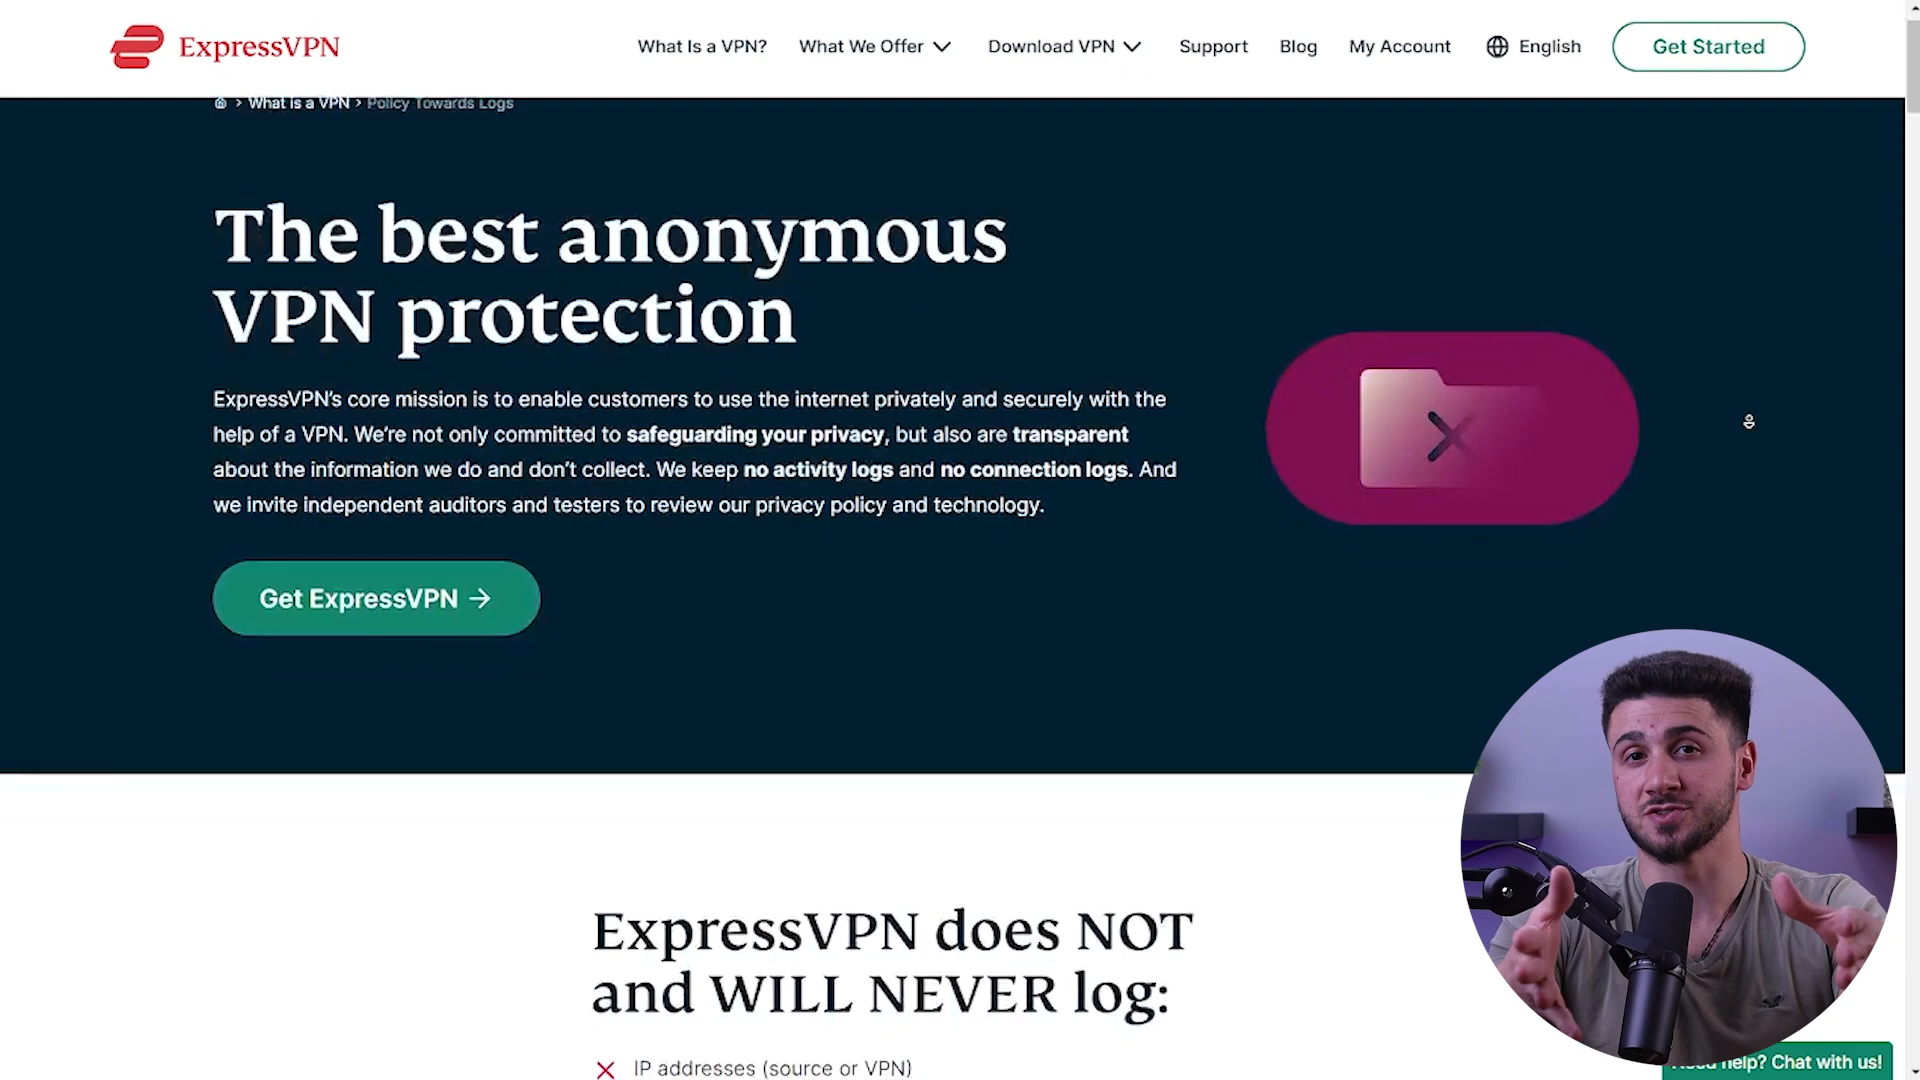 ExpressVPN
What Is a VPN?
What We Offer
Download VPN
Support
Blog
My Account
English
Get Started
> What is a VPN > Policy Towards Logs
The best anonymous
VPN protection
ExpressVPN's core mission is to enable customers to use the internet privately and securely with the
help of a VPN. We're not only committed to safeguarding your privacy, but also are transparent
about the information we do and don't collect. We keep no activity logs and no connection logs. And
we invite independent auditors and testers to review our privacy policy and technology.
Get ExpressVPN →
ExpressVPN does NOT
and WILL NEVER log:
IP addresses (source or VPN)
help? Chat with us!